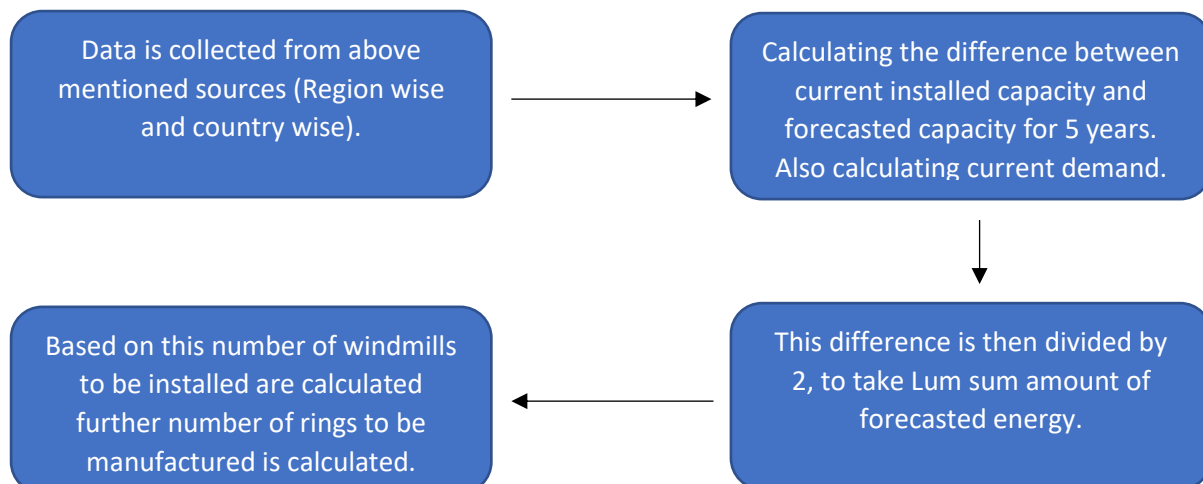 Data is collected from above
mentioned sources (Region wise
and country wise).
Calculating the difference between
current installed capacity and
forecasted capacity for 5 years.
Also calculating current demand.
This difference is then divided by
2, to take Lum sum amount of
forecasted energy.
Based on this number of windmills
to be installed are calculated
further number of rings to be
manufactured is calculated.